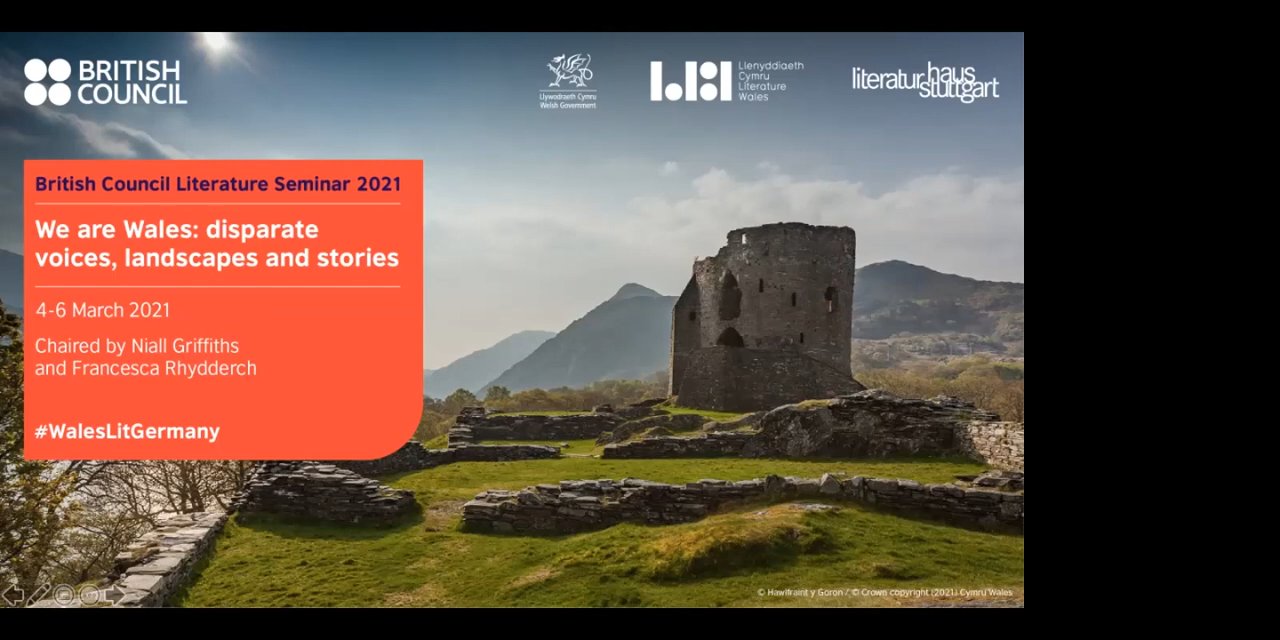 BRITISH
COUNCIL
Llywodraeth Cymru
Welsh Government
Llenyddiaeth
Cymru
Literature
Wales
literaturhaus
stuttgart
British Council Literature Seminar 2021
We are Wales: disparate
voices, landscapes and stories
4-6 March 2021
Chaired by Niall Griffiths
and Francesca Rhydderch
#WalesLitGermany
© Hawlfraint y Goron / © Crown copyright (2021) Cymru Wales